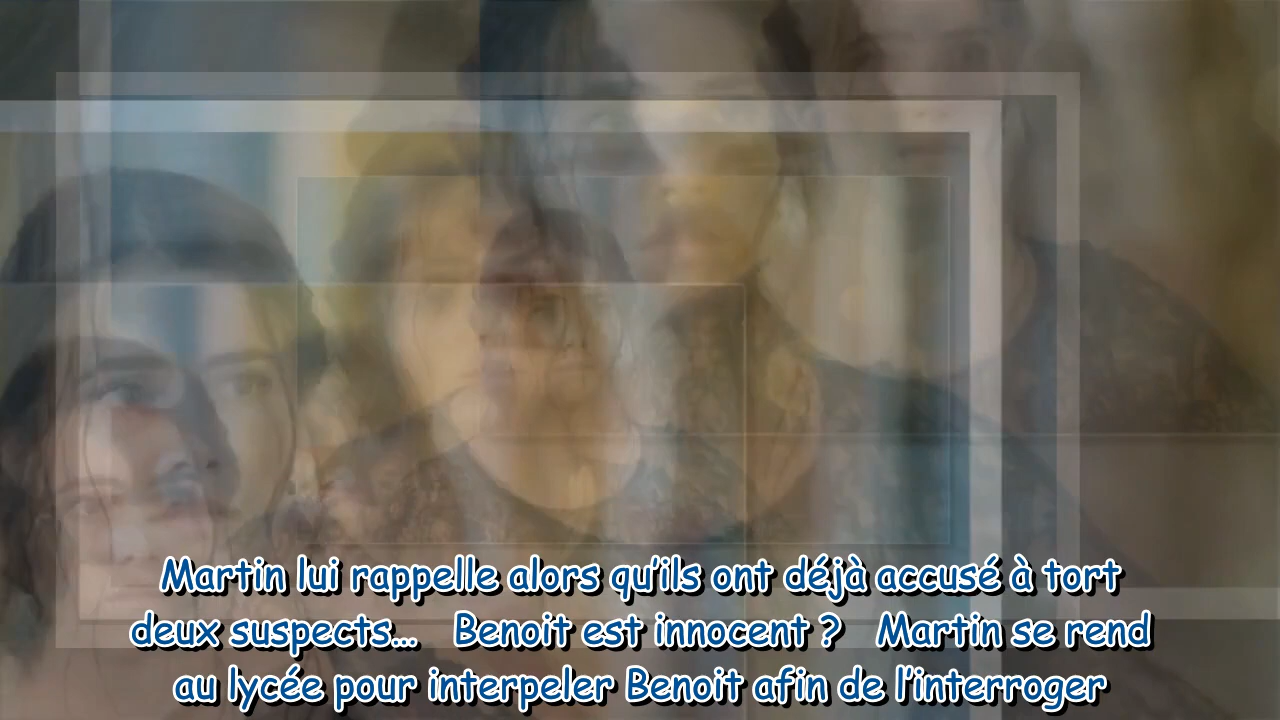 Martin lui rappelle alors qu'ils ont déjà accusé à tort
deux suspects... Benoit est innocent ? Martin se rend
au lycée pour interpeler Benoit afin de l'interroger